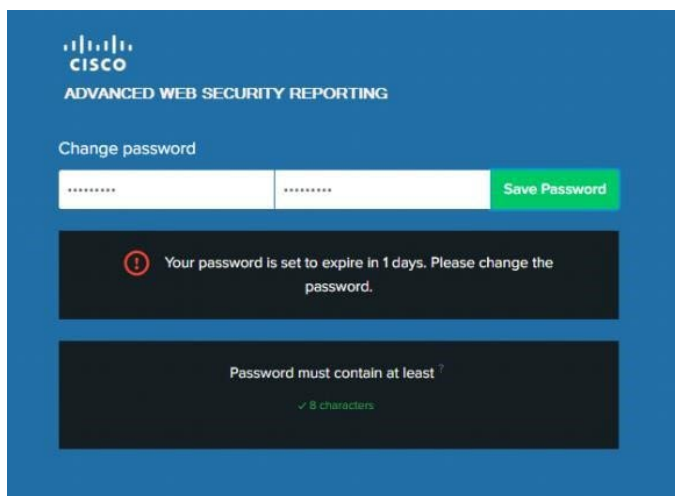 CISCO
ADVANCED WEB SECURITY REPORTING
Change password
•••••••••
•••••••••
Save Password
Your password is set to expire in 1 days. Please change the
password.
Password must contain at least ?
✓ 8 characters